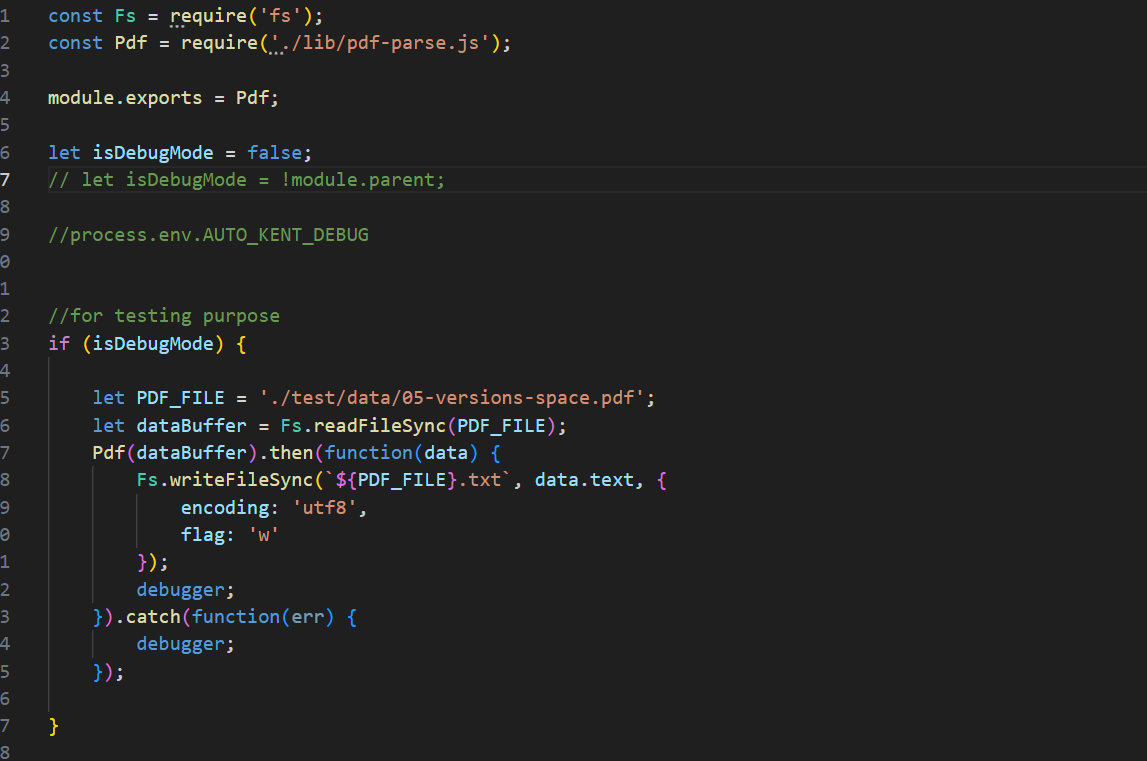 1 const Fs = require('fs');
2 const Pdf = require('./lib/pdf-parse.js');
3
4 module.exports = Pdf;
5
6 let isDebugMode = false;
7 // let isDebugMode = !module.parent;
8
9 //process.env.AUTO_KENT_DEBUG
0
1
2 //for testing purpose
3 if (isDebugMode) {
4
5     let PDF_FILE = './test/data/05-versions-space.pdf';
6     let dataBuffer = Fs.readFileSync(PDF_FILE);
7     Pdf(dataBuffer).then(function(data) {
8         Fs.writeFileSync(`${PDF_FILE}.txt`, data.text, {
9             encoding: 'utf8',
0             flag: 'w'
1         });
2         debugger;
3     }).catch(function(err) {
4         debugger;
5     });
6
7 }
8